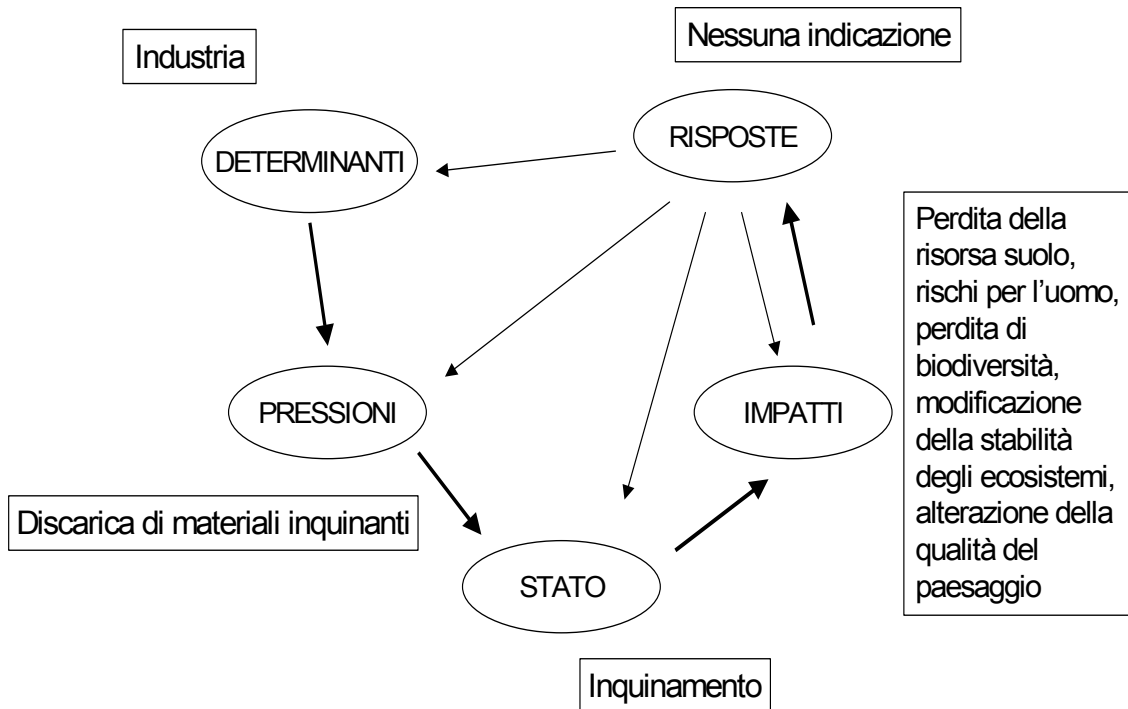 Nessuna indicazione
Industria
RISPOSTE
DETERMINANTI
Perdita della
risorsa suolo,
rischi per l'uomo,
perdita di
biodiversità,
modificazione
della stabilità
degli ecosistemi,
alterazione della
qualità del
paesaggio
PRESSIONI
IMPATTI
Discarica di materiali inquinanti
STATO
Inquinamento